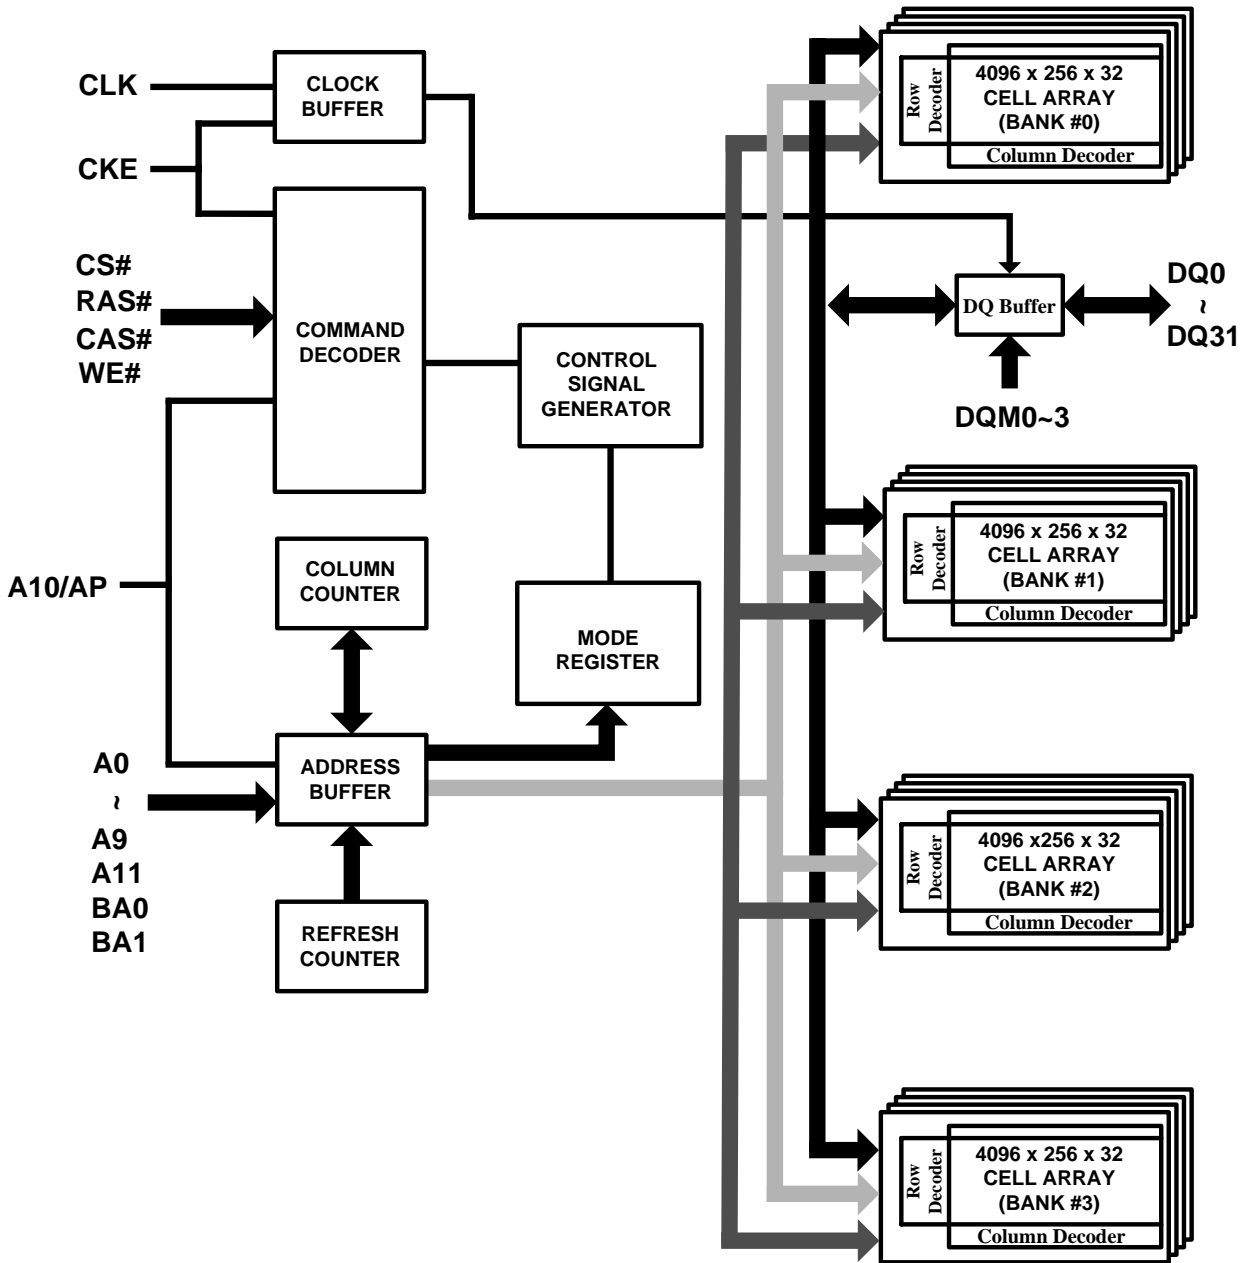 CLK
CKE
CLOCK
BUFFER
CS#
RAS#
CAS#
WE#
COMMAND
DECODER
CONTROL
SIGNAL
GENERATOR
A10/AP
COLUMN
COUNTER
MODE
REGISTER
A0
~
A9
A11
BA0
BA1
ADDRESS
BUFFER
REFRESH
COUNTER
Row
Decoder
4096 x 256 x 32
CELL ARRAY
(BANK #0)
Column Decoder
DQ Buffer
DQ0
~
DQ31
DQM0~3
Row
Decoder
4096 x 256 x 32
CELL ARRAY
(BANK #1)
Column Decoder
Row
Decoder
4096 x256 x 32
CELL ARRAY
(BANK #2)
Column Decoder
Row
Decoder
4096 x 256 x 32
CELL ARRAY
(BANK #3)
Column Decoder